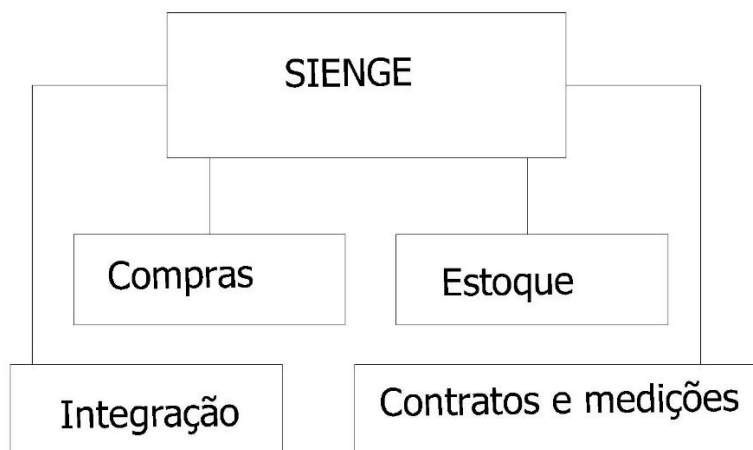 SIENGE
Compras
Estoque
Integração
Contratos e medições